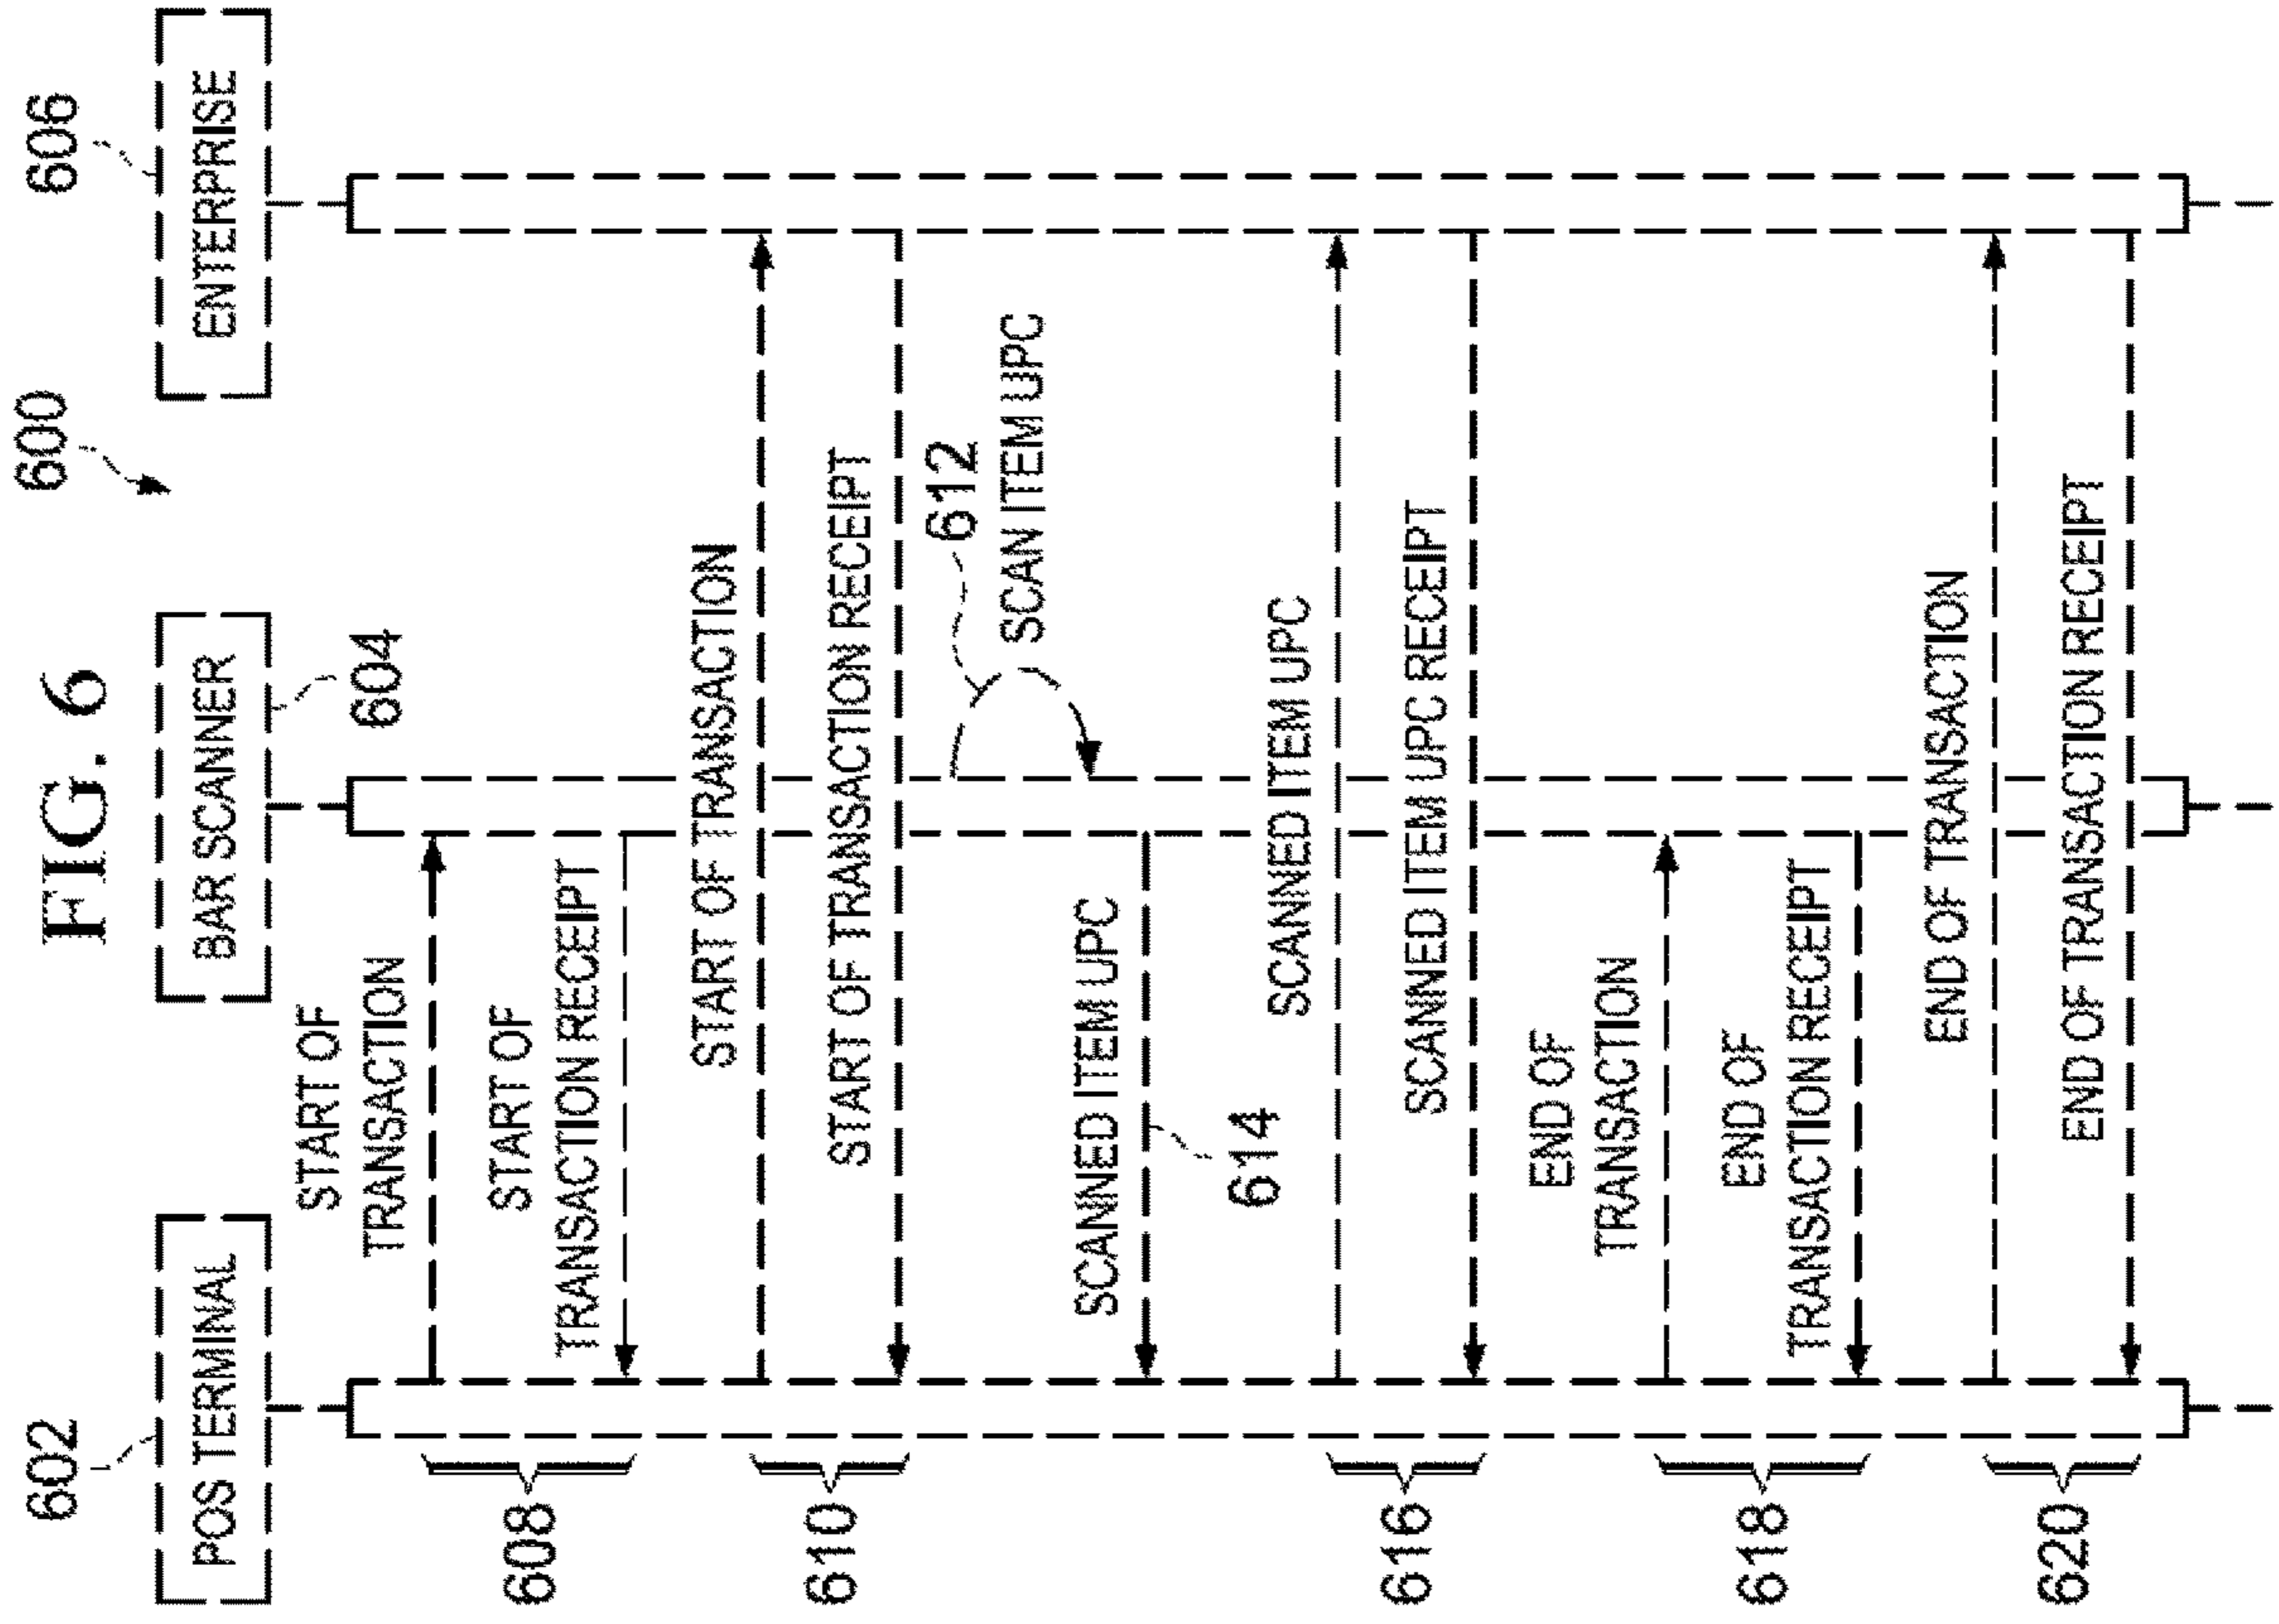 FIG. 6
600
602
POS TERMINAL
BAR SCANNER
604
606
ENTERPRISE
START OF
TRANSACTION
START OF
TRANSACTION RECEIPT
608
START OF TRANSACTION
START OF TRANSACTION RECEIPT
610
612
SCAN ITEM UPC
SCANNED ITEM UPC
614
SCANNED ITEM UPC
SCANNED ITEM UPC RECEIPT
616
END OF
TRANSACTION
END OF
TRANSACTION RECEIPT
618
END OF TRANSACTION
END OF TRANSACTION RECEIPT
620